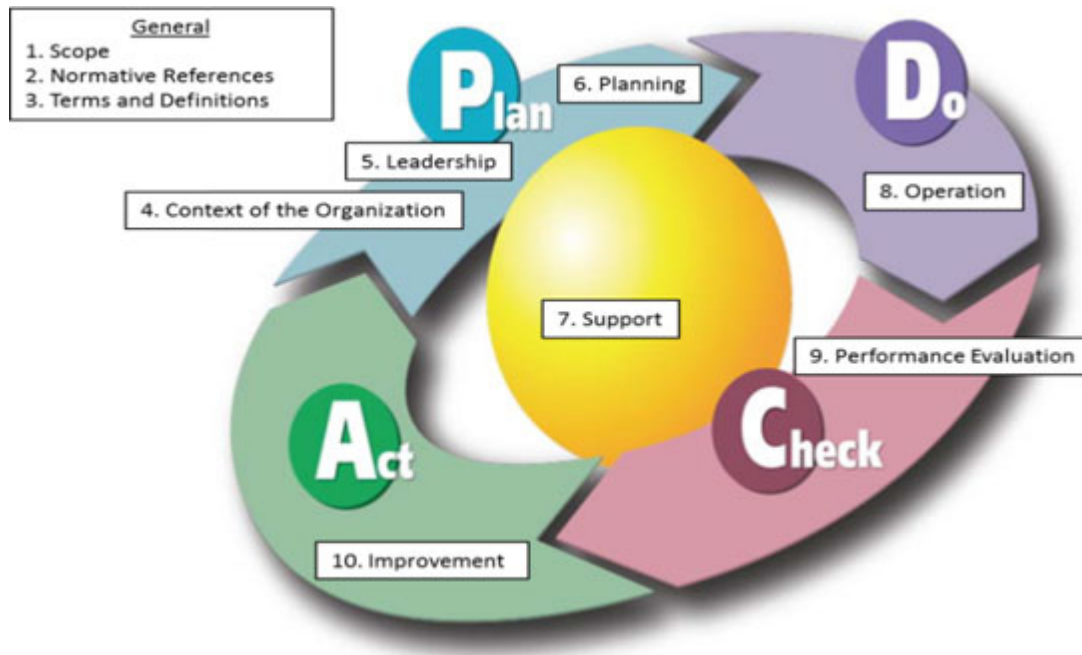 General
1. Scope
2. Normative References
3. Terms and Definitions
Plan
6. Planning
Do
5. Leadership
4. Context of the Organization
8. Operation
7. Support
9. Performance Evaluation
Check
Act
10. Improvement